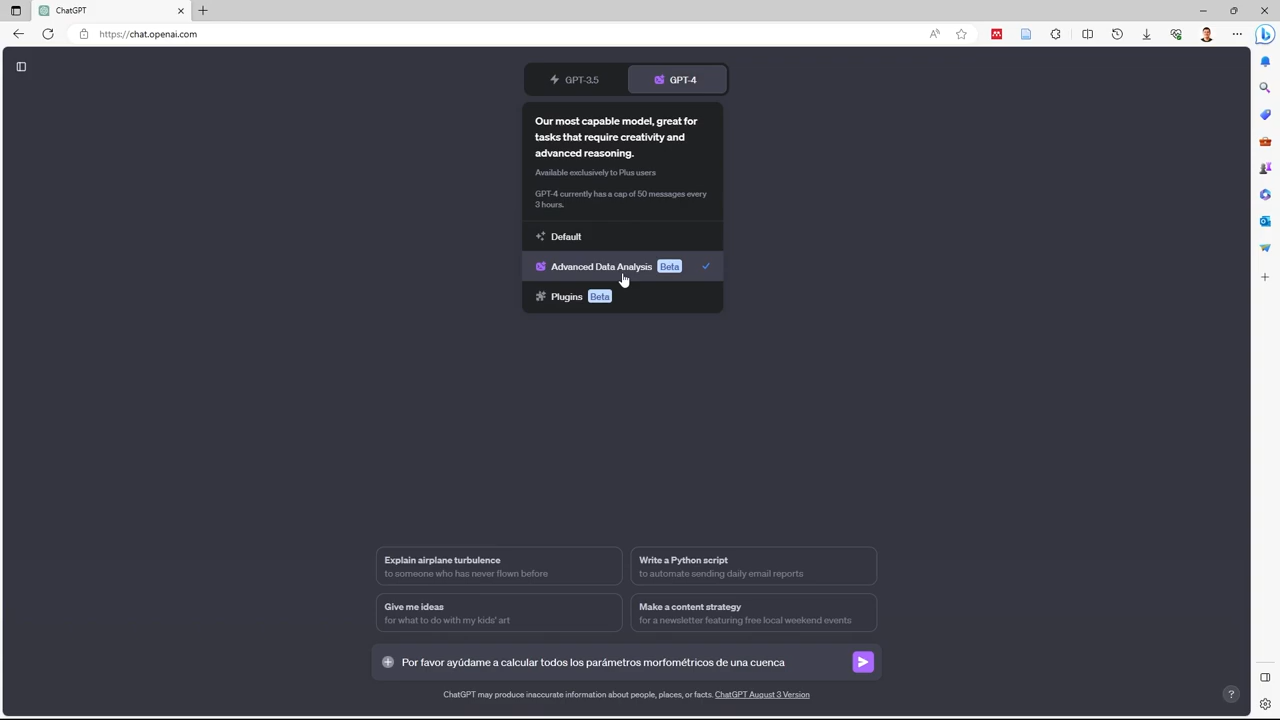 ChatGPT
https://chat.openai.com
GPT-3.5
GPT-4
Our most capable model, great for
tasks that require creativity and
advanced reasoning.
Available exclusively to Plus users
GPT-4 currently has a cap of 50 messages every
3 hours.
Default
Advanced Data Analysis Beta
Plugins Beta
Explain airplane turbulence
to someone who has never flown before
Write a Python script
to automate sending daily email reports
Give me ideas
for what to do with my kids' art
Make a content strategy
for a newsletter featuring free local weekend events
Por favor ayúdame a calcular todos los parámetros morfométricos de una cuenca
ChatGPT may produce inaccurate information about people, places, or facts. ChatGPT August 3 Version
?